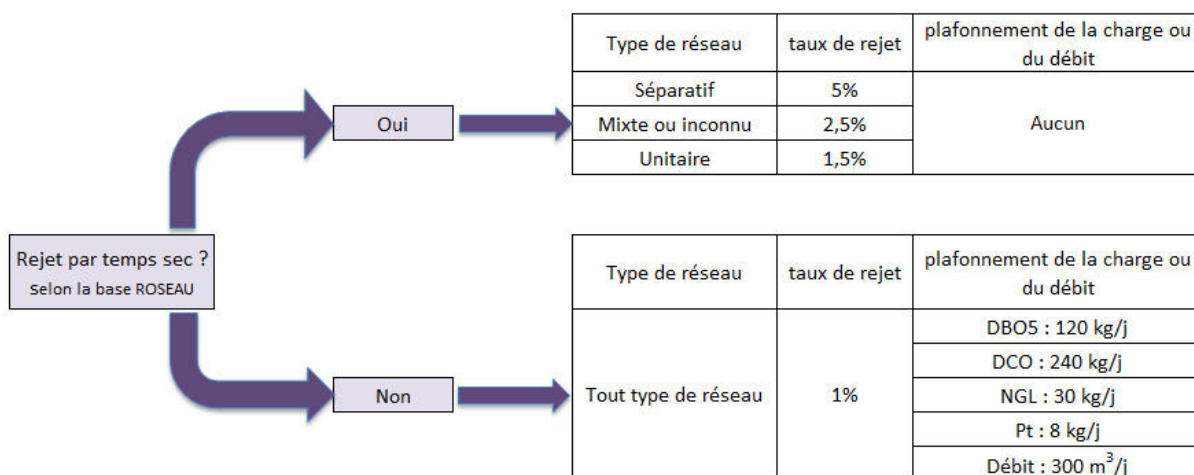 Type de réseau
taux de rejet
plafonnement de la charge ou
du débit
Séparatif
5%
Aucun
Mixte ou inconnu
2,5%
Unitaire
1,5%
Oui
Rejet par temps sec ?
selon la base ROSEAU
Non
Type de réseau
taux de rejet
plafonnement de la charge ou
du débit
Tout type de réseau
1%
DBO5 : 120 kg/j
DCO : 240 kg/j
NGL : 30 kg/j
Pt : 8 kg/j
Débit : 300 m³/j